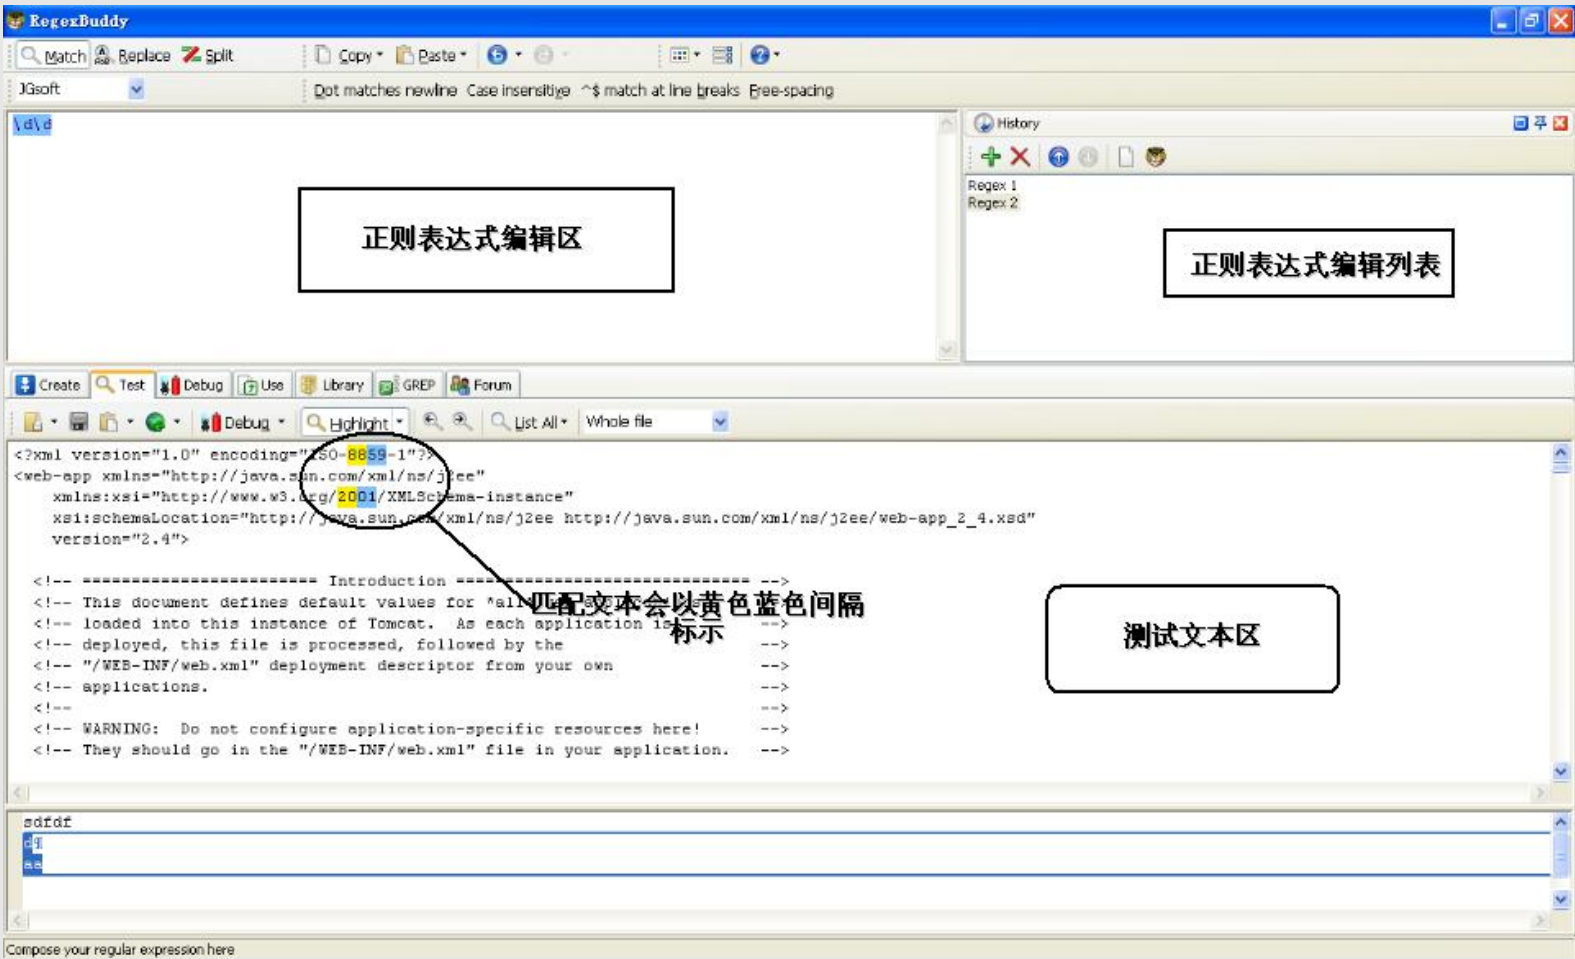 RegexBuddy
Match Replace Split Copy Paste
JGsoft Dot matches newline Case insensitive ^$ match at line breaks Free-spacing
\d\d
History
Regex 1
Regex 2
正则表达式编辑区
正则表达式编辑列表
Create Test Debug Use Library GREP Forum
Debug Highlight List All Whole file
<?xml version="1.0" encoding="ISO-8859-1"?>
<web-app xmlns="http://java.sun.com/xml/ns/j2ee"
xmlns:xsi="http://www.w3.org/2001/XMLSchema-instance"
xsi:schemaLocation="http://java.sun.com/xml/ns/j2ee http://java.sun.com/xml/ns/j2ee/web-app_2_4.xsd"
version="2.4">
<!-- ======================== Introduction ============================== -->
<!-- This document defines default values for *all*
匹配文本会以黄色蓝色间隔
标示
<!-- loaded into this instance of Tomcat. As each application is -->
<!-- deployed, this file is processed, followed by the -->
<!-- "/WEB-INF/web.xml" deployment descriptor from your own -->
<!-- applications. -->
<!-- -->
<!-- WARNING: Do not configure application-specific resources here! -->
<!-- They should go in the "/WEB-INF/web.xml" file in your application. -->
测试文本区
sdfdf
d¶
aa
Compose your regular expression here